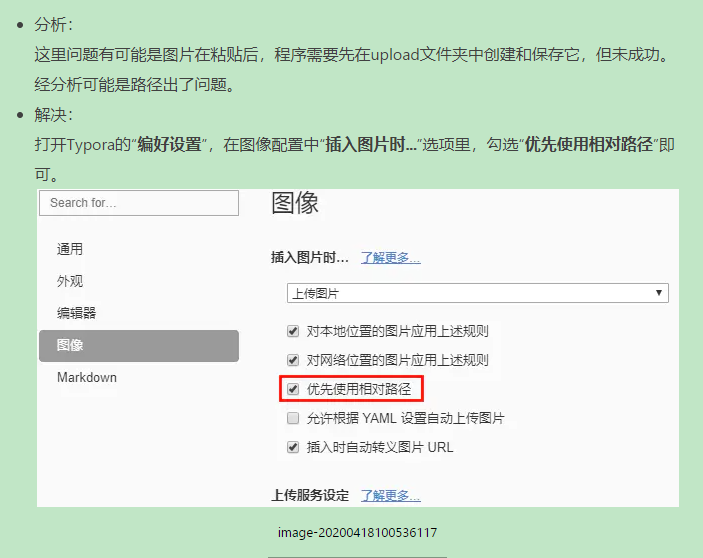 分析：
这里问题有可能是图片在粘贴后，程序需要先在upload文件夹中创建和保存它，但未成功。
经分析可能是路径出了问题。
解决：
打开Typora的“编好设置”，在图像配置中“插入图片时...”选项里，勾选“优先使用相对路径”即
可。
Search for...
图像
通用
外观
编辑器
图像
Markdown
插入图片时... 了解更多...
上传图片
对本地位置的图片应用上述规则
对网络位置的图片应用上述规则
优先使用相对路径
允许根据 YAML 设置自动上传图片
插入时自动转义图片 URL
上传服务设定 了解更多...
image-20200418100536117